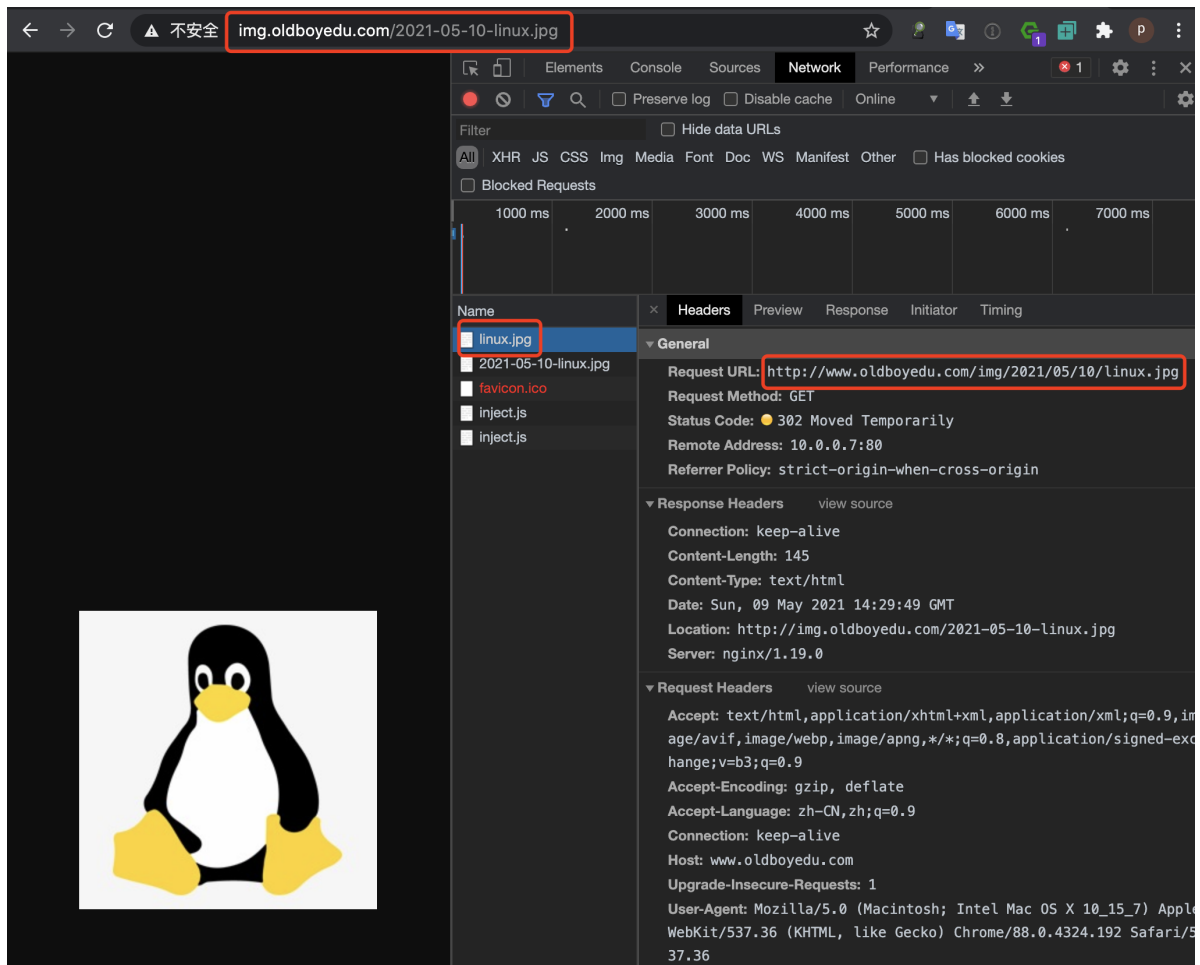 不安全 img.oldboyedu.com/2021-05-10-linux.jpg 1 P
Elements Console Sources Network Performance » 1
Preserve log Disable cache Online
Filter Hide data URLs
All XHR JS CSS Img Media Font Doc WS Manifest Other Has blocked cookies
Blocked Requests
1000 ms 2000 ms 3000 ms 4000 ms 5000 ms 6000 ms 7000 ms
Name
linux.jpg
2021-05-10-linux.jpg
favicon.ico
inject.js
inject.js
Headers Preview Response Initiator Timing
General
Request URL: http://www.oldboyedu.com/img/2021/05/10/linux.jpg
Request Method: GET
Status Code: 302 Moved Temporarily
Remote Address: 10.0.0.7:80
Referrer Policy: strict-origin-when-cross-origin
Response Headers view source
Connection: keep-alive
Content-Length: 145
Content-Type: text/html
Date: Sun, 09 May 2021 14:29:49 GMT
Location: http://img.oldboyedu.com/2021-05-10-linux.jpg
Server: nginx/1.19.0
Request Headers view source
Accept: text/html,application/xhtml+xml,application/xml;q=0.9,im
age/avif,image/webp,image/apng,*/*;q=0.8,application/signed-exc
hange;v=b3;q=0.9
Accept-Encoding: gzip, deflate
Accept-Language: zh-CN,zh;q=0.9
Connection: keep-alive
Host: www.oldboyedu.com
Upgrade-Insecure-Requests: 1
User-Agent: Mozilla/5.0 (Macintosh; Intel Mac OS X 10_15_7) Apple
WebKit/537.36 (KHTML, like Gecko) Chrome/88.0.4324.192 Safari/5
37.36